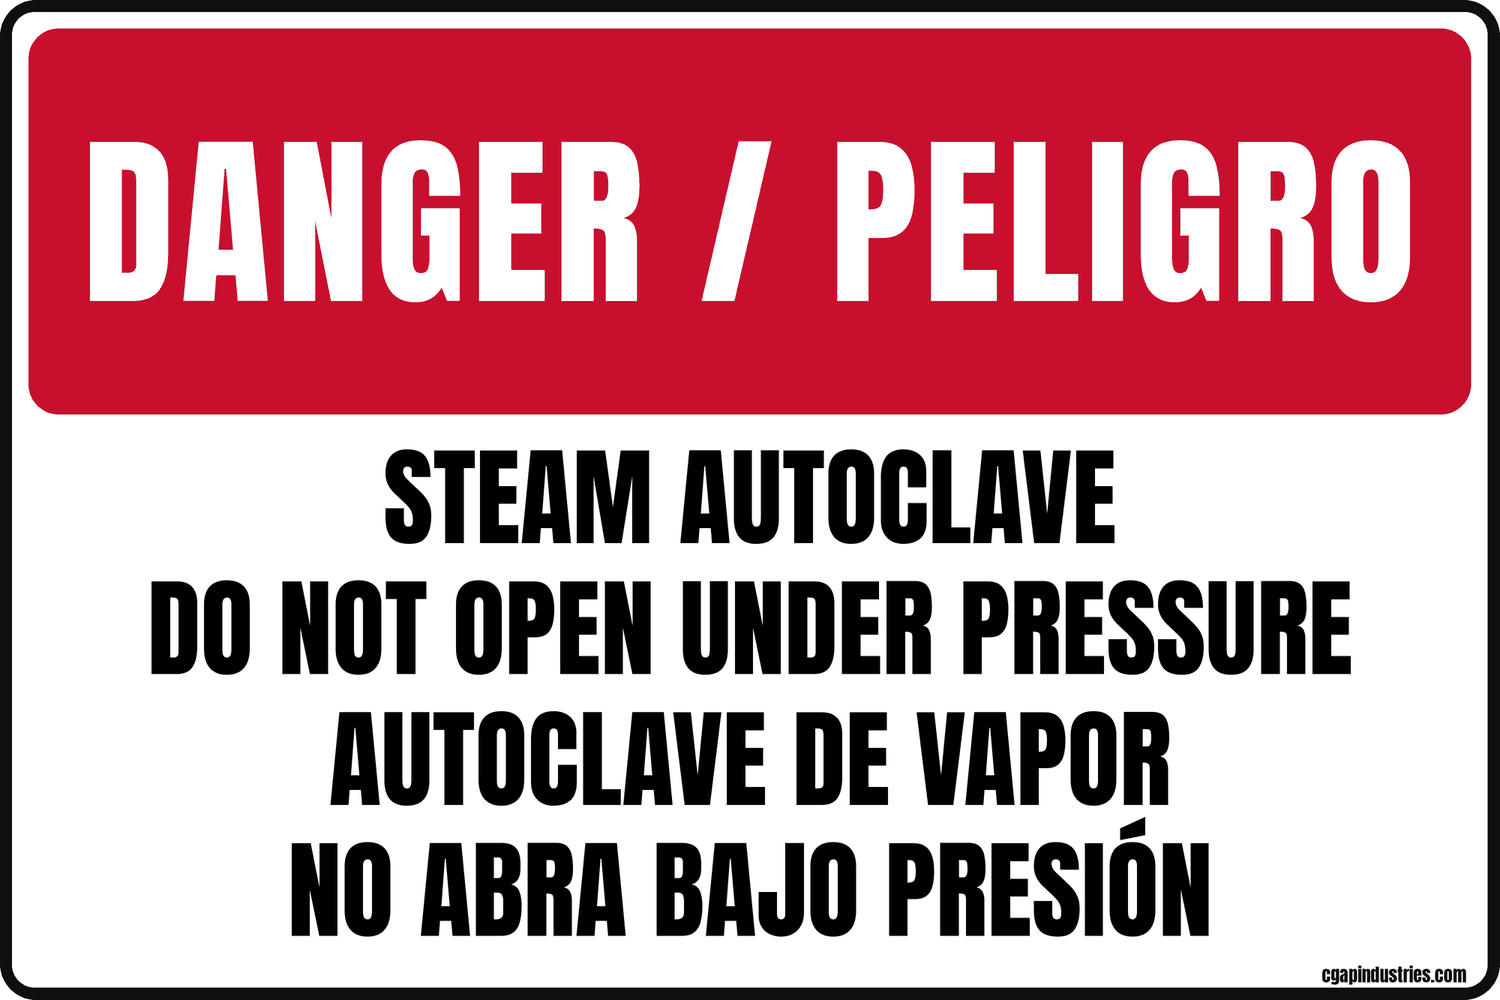 DANGER / PELIGRO
STEAM AUTOCLAVE
DO NOT OPEN UNDER PRESSURE
AUTOCLAVE DE VAPOR
NO ABRA BAJO PRESIÓN
cgapindustries.com